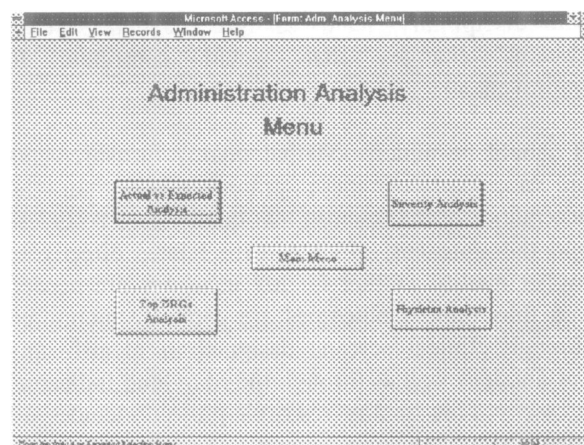 Microsoft Access - [Form: Adm. Analysis Menu]
File Edit View Records Window Help
Administration Analysis
Menu
Actual vs Expected
Analysis
Severity Analysis
Main Menu
Top DRGs
Analysis
Physician Analysis